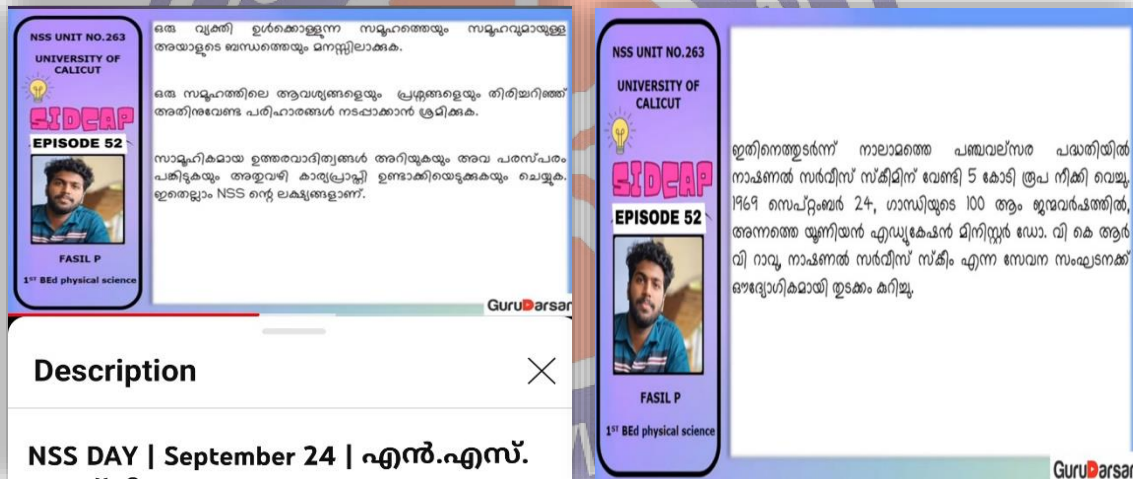 NSS UNIT NO.263
UNIVERSITY OF
CALICUT
SIDCAP
EPISODE 52
FASIL P
1ST BEd physical science
ഒരു വ്യക്തി ഉൾക്കൊള്ളുന്ന സമൂഹത്തെയും സമൂഹവുമായുള്ള
അയാളുടെ ബന്ധത്തെയും മനസ്സിലാക്കുക.
ഒരു സമൂഹത്തിലെ ആവശ്യങ്ങളെയും പ്രശ്നങ്ങളെയും തിരിച്ചറിഞ്ഞ്
അതിനുവേണ്ട പരിഹാരങ്ങൾ നടപ്പാക്കാൻ ശ്രമിക്കുക.
സാമൂഹികമായ ഉത്തരവാദിത്വങ്ങൾ അറിയുകയും അവ പരസ്പരം
പങ്കിടുകയും അതുവഴി കാര്യപ്രാപ്തി ഉണ്ടാക്കിയെടുക്കുകയും ചെയ്യുക.
ഇതെല്ലാം NSS ന്റെ ലക്ഷ്യങ്ങളാണ്.
GuruDarsan
Description
NSS DAY | September 24 | എൻ.എസ്.
NSS UNIT NO.263
UNIVERSITY OF
CALICUT
SIDCAP
EPISODE 52
FASIL P
1ST BEd physical science
ഇതിനെത്തുടർന്ന് നാലാമത്തെ പഞ്ചവല്സര പദ്ധതിയിൽ
നാഷണൽ സർവീസ് സ്കീമിന് വേണ്ടി 5 കോടി രൂപ നീക്കി വെച്ചു.
1969 സെപ്റ്റംബർ 24, ഗാന്ധിയുടെ 100 ആം ജന്മവർഷത്തിൽ,
അന്നത്തെ യൂണിയൻ എഡ്യുകേഷൻ മിനിസ്റ്റർ ഡോ. വി കെ ആർ
വി റാവു, നാഷണൽ സർവീസ് സ്കീം എന്ന സേവന സംഘടനക്ക്
ഔദ്യോഗികമായി തുടക്കം കുറിച്ചു.
GuruDarsan